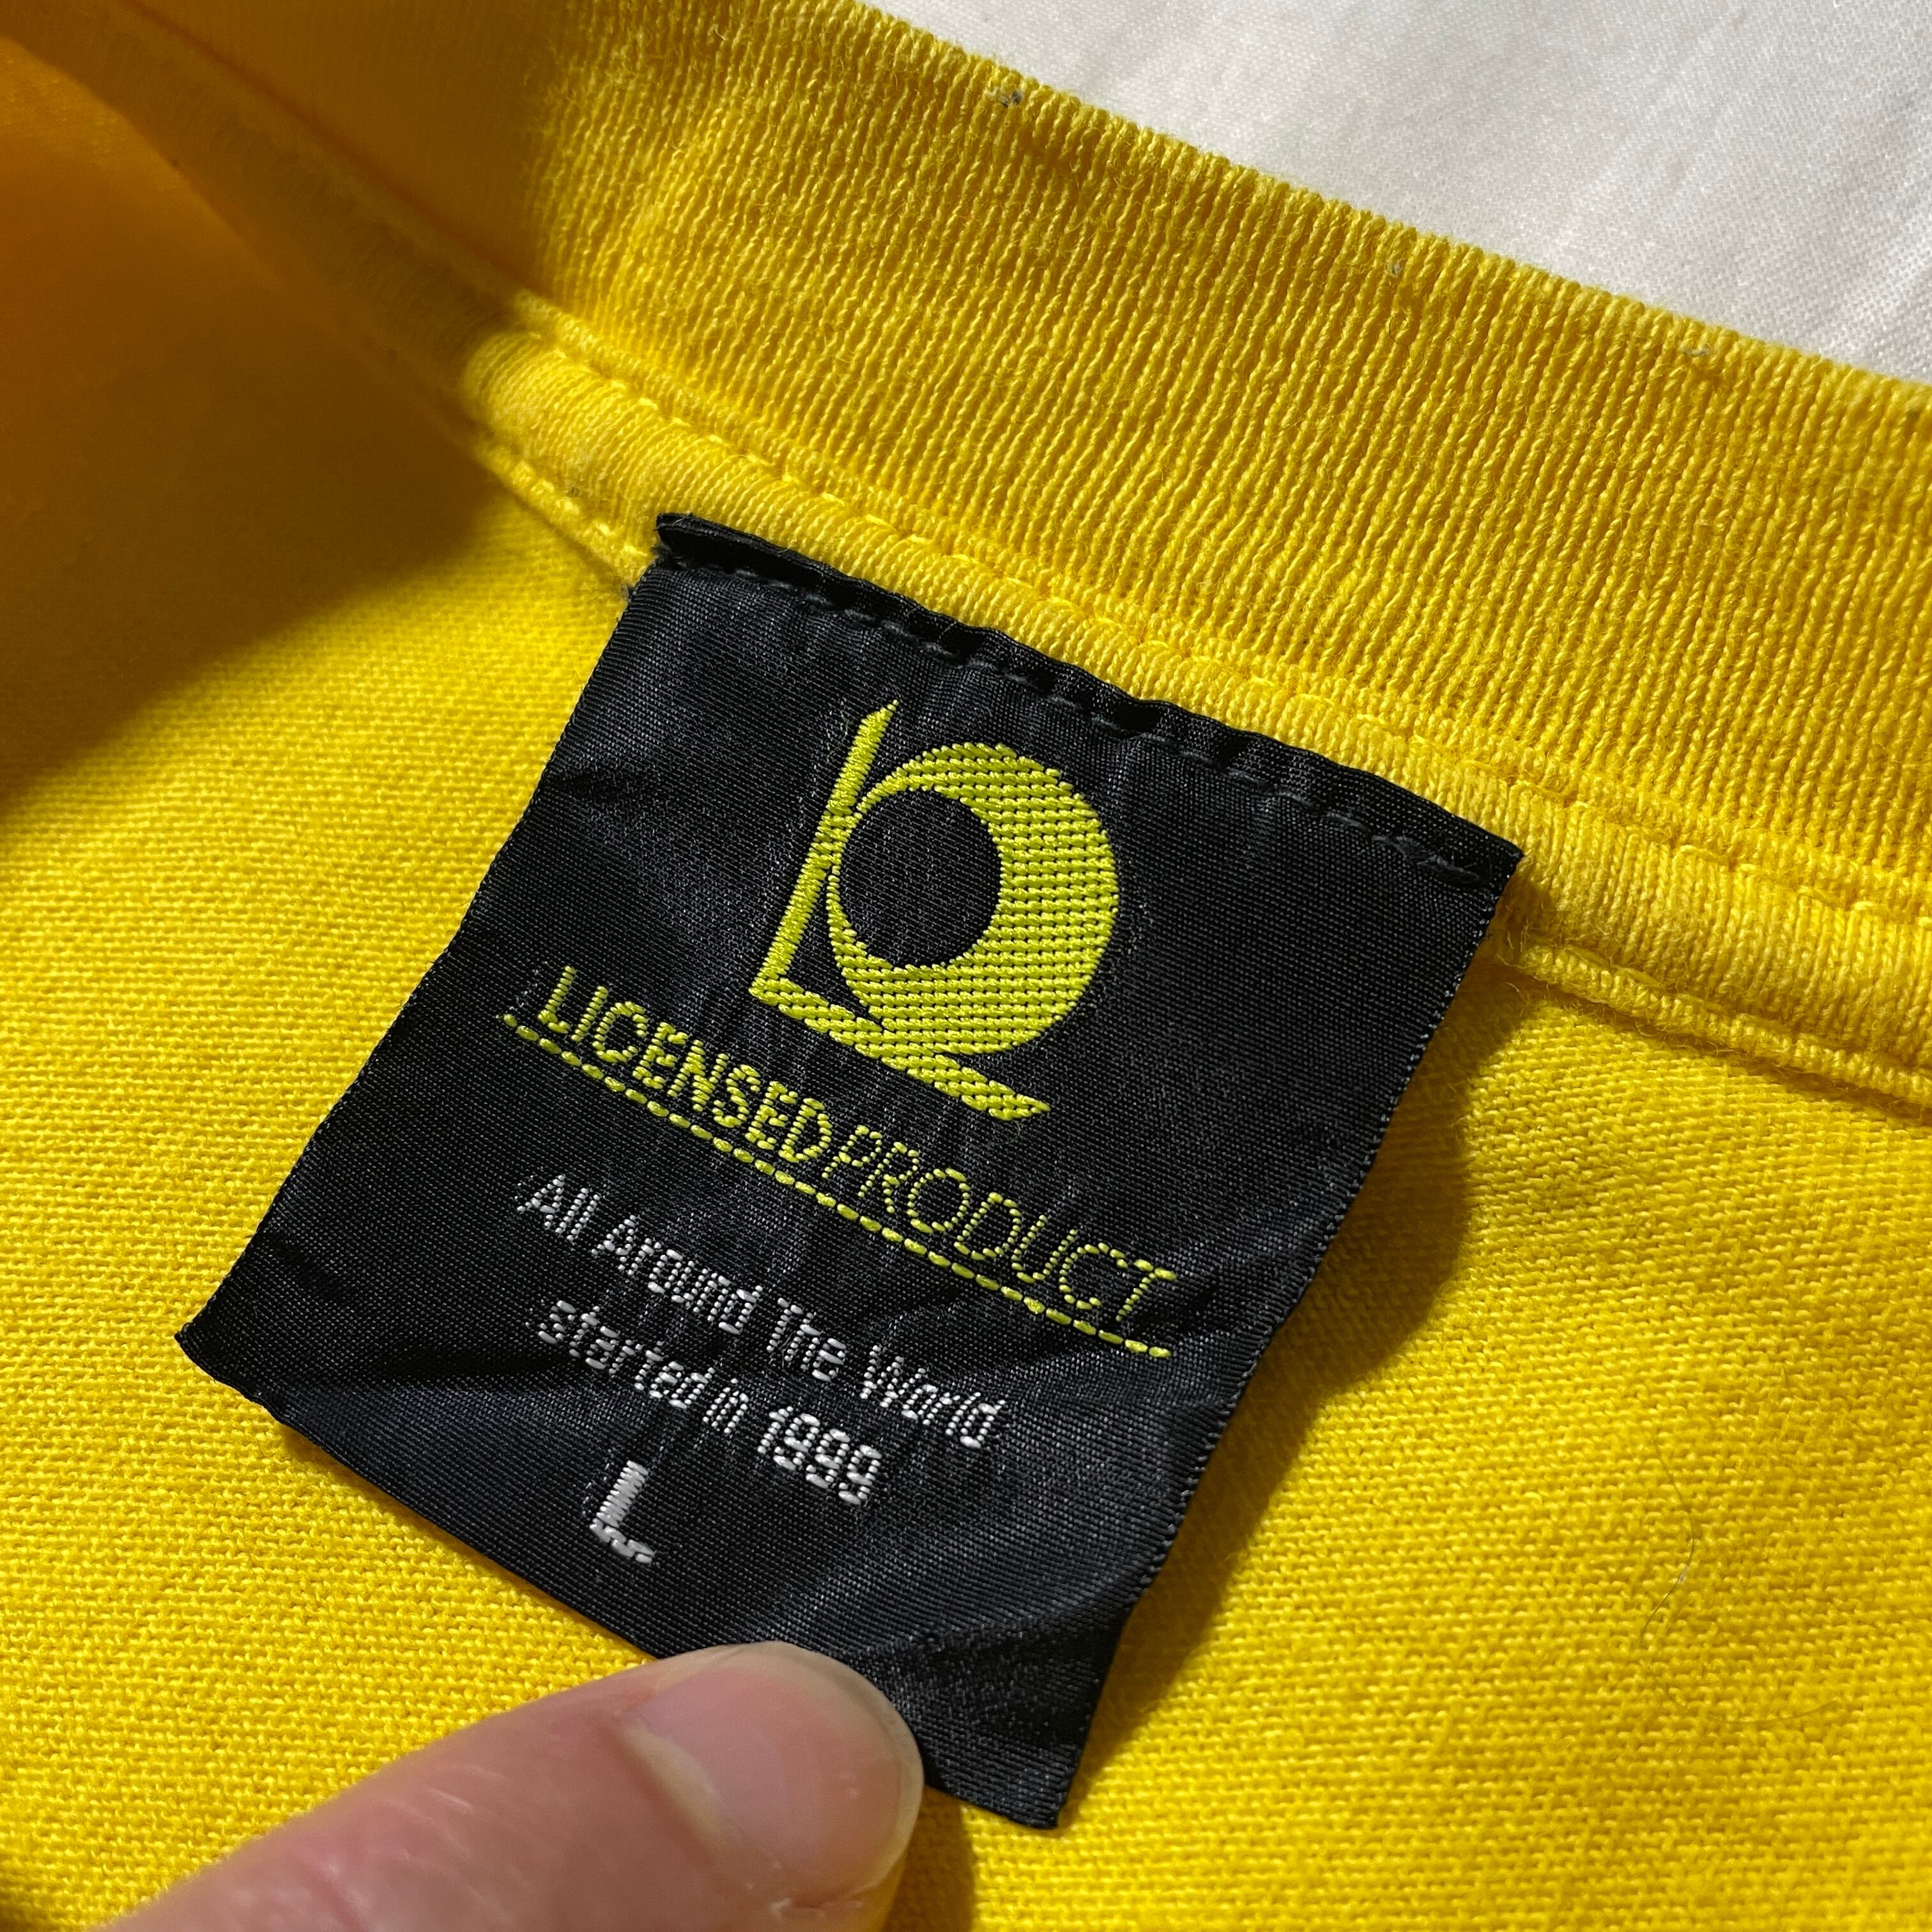 LICENSED PRODUCT
All Around The World
started in 1999
L